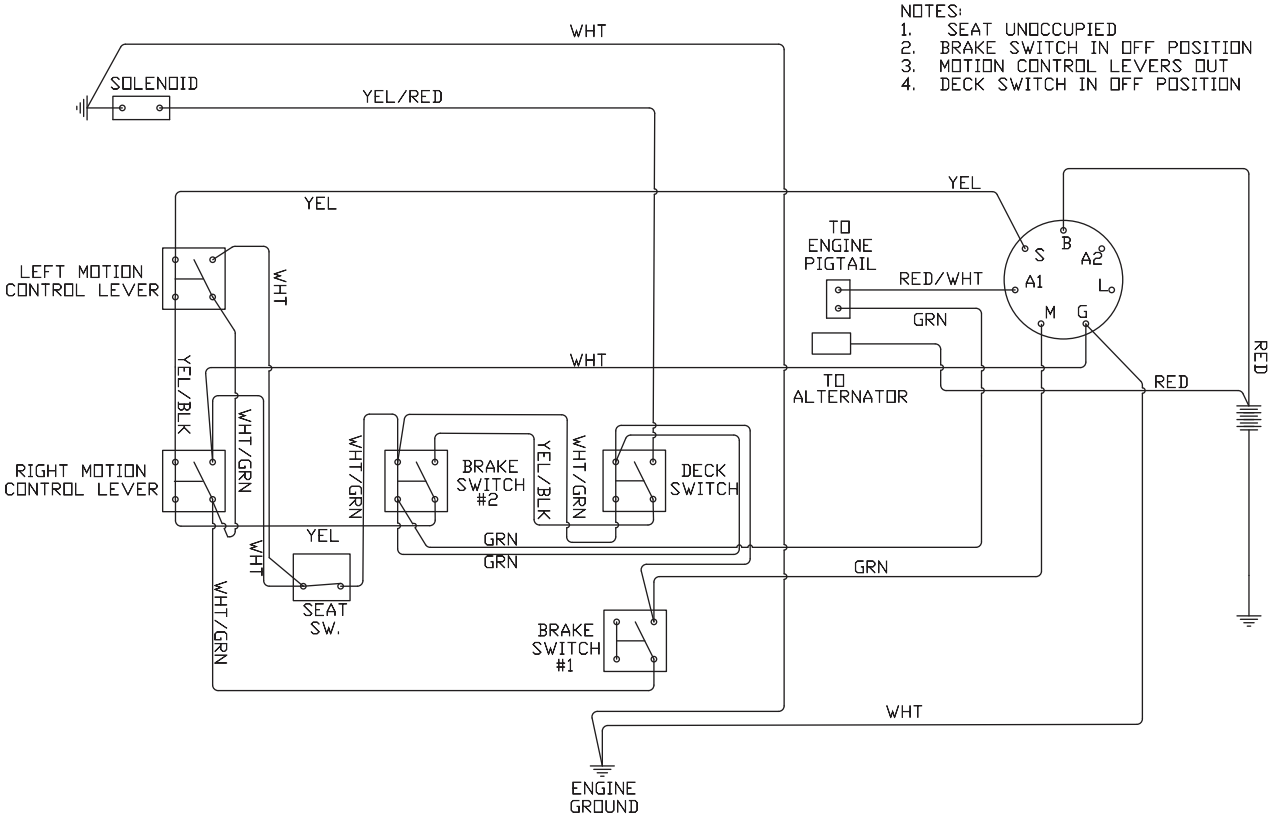 NOTES:
1. SEAT UNOCCUPIED
2. BRAKE SWITCH IN OFF POSITION
3. MOTION CONTROL LEVERS OUT
4. DECK SWITCH IN OFF POSITION
WHT
SOLENOID
YEL/RED
YEL
YEL
TO
ENGINE
PIGTAIL
S
B
A2
A1
L
M
G
LEFT MOTION
CONTROL LEVER
WHT
RED/WHT
GRN
WHT
RED
YEL/BLK
TO
ALTERNATOR
RED
RIGHT MOTION
CONTROL LEVER
WHT/GRN
WHT/GRN
BRAKE
SWITCH
#2
YEL/BLK
WHT/GRN
DECK
SWITCH
YEL
WHT
GRN
GRN
GRN
SEAT
SW.
WHT/GRN
BRAKE
SWITCH
#1
WHT
ENGINE
GROUND